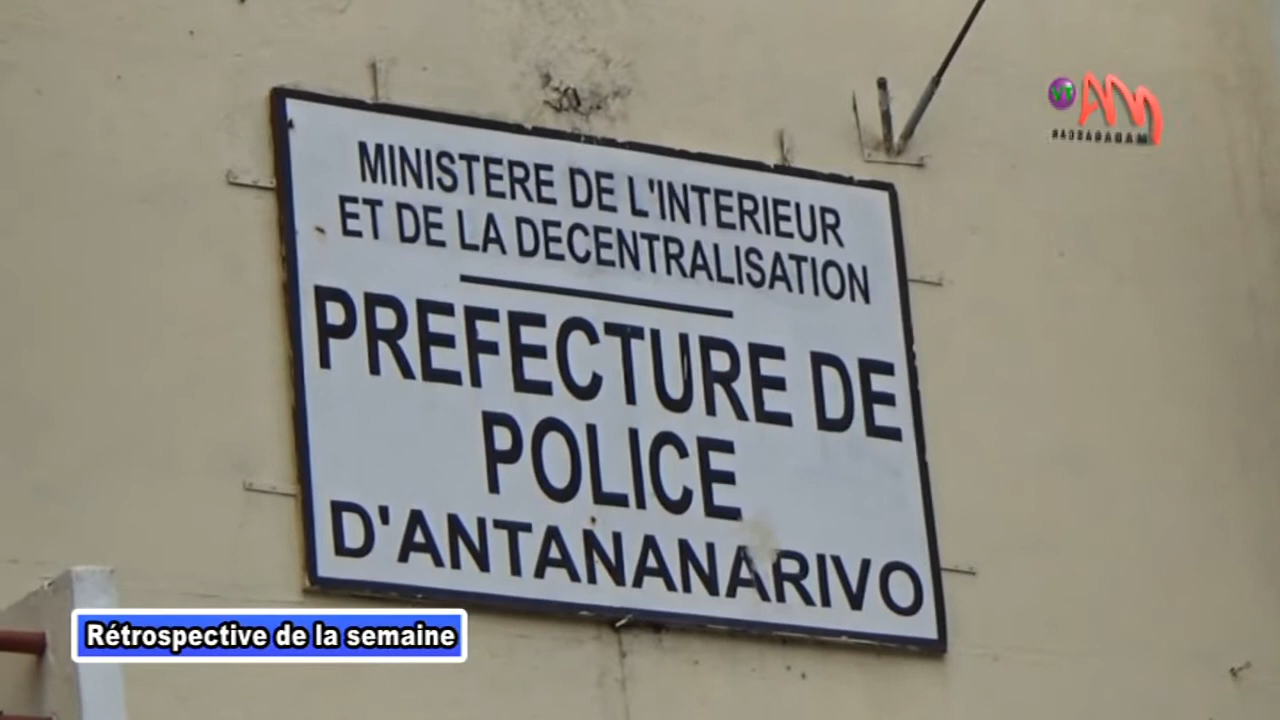 MINISTERE DE L'INTERIEUR
ET DE LA DECENTRALISATION
PREFECTURE DE
POLICE
D'ANTANANARIVO
Rétrospective de la semaine